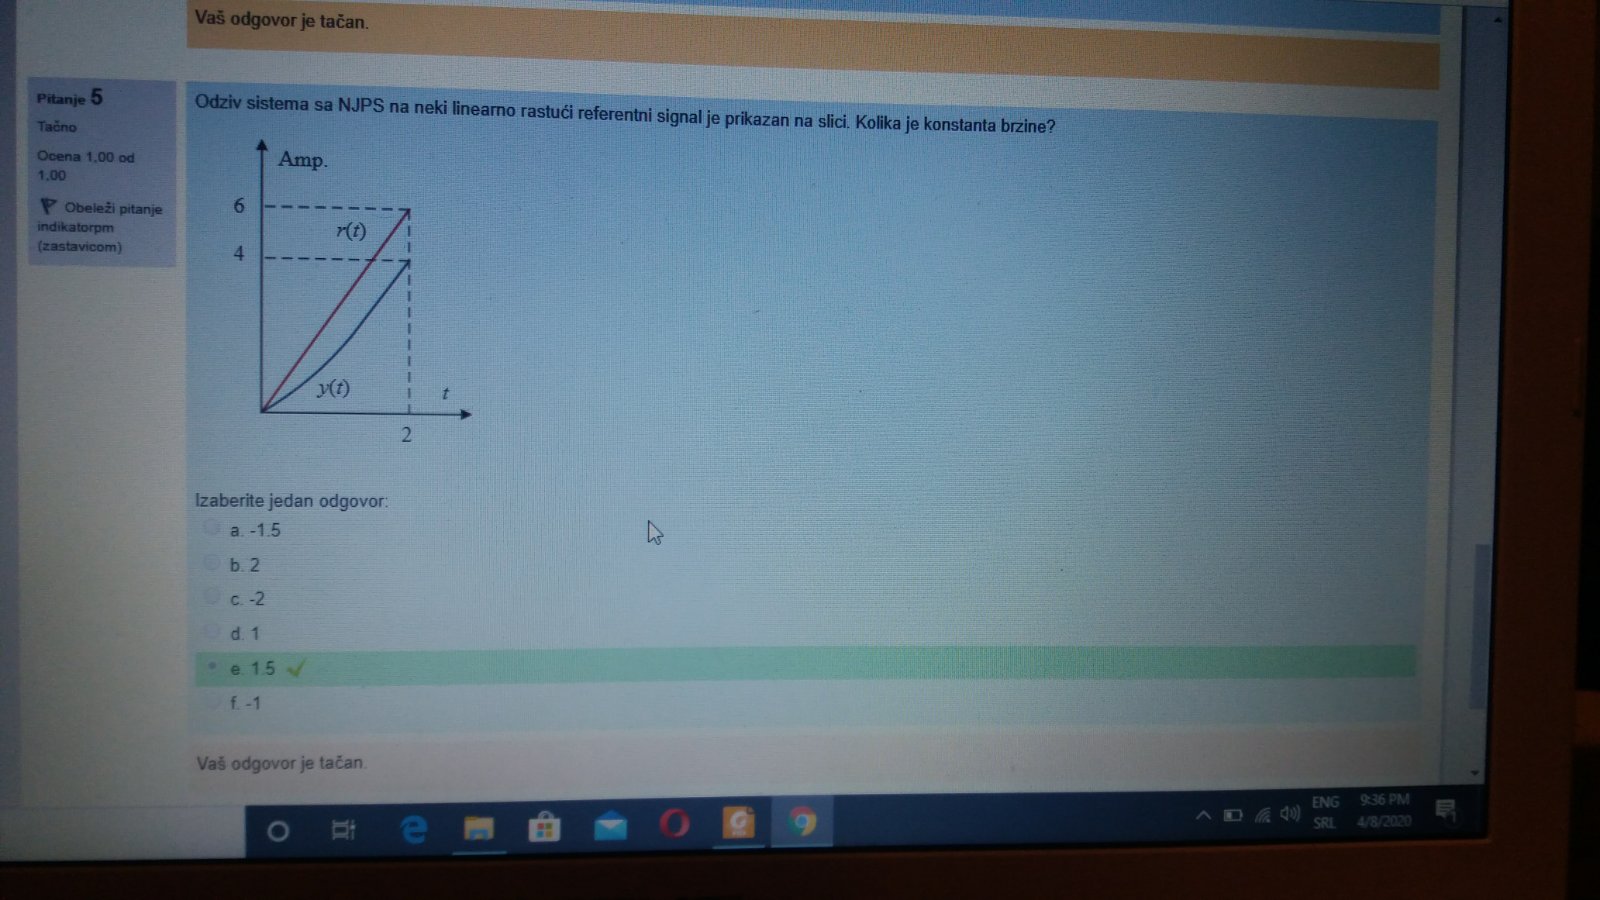 Vaš odgovor je tačan.
Pitanje 5
Tačno
Ocena 1,00 od
1,00
Obeleži pitanje
indikatorpm
(zastavicom)
Odziv sistema sa NJPS na neki linearno rastući referentni signal je prikazan na slici. Kolika je konstanta brzine?
Amp.
6
r(t)
4
y(t)
t
2
Izaberite jedan odgovor:
a. -1.5
b. 2
c. -2
d. 1
e. 1.5
f. -1
Vaš odgovor je tačan.
ENG
SRL
9:36 PM
4/8/2020